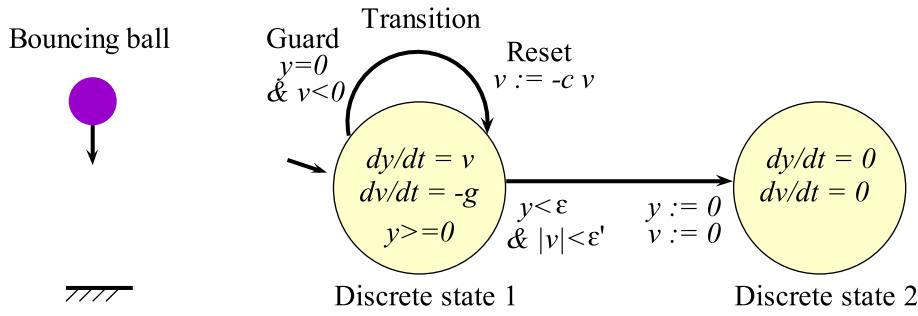 Transition
Bouncing ball
Guard
y=0
& v<0
Reset
v := -c v
dy/dt = v
dv/dt = -g
y>=0
y<ε
& |v|<ε'
y := 0
v := 0
dy/dt = 0
dv/dt = 0
Discrete state 1
Discrete state 2